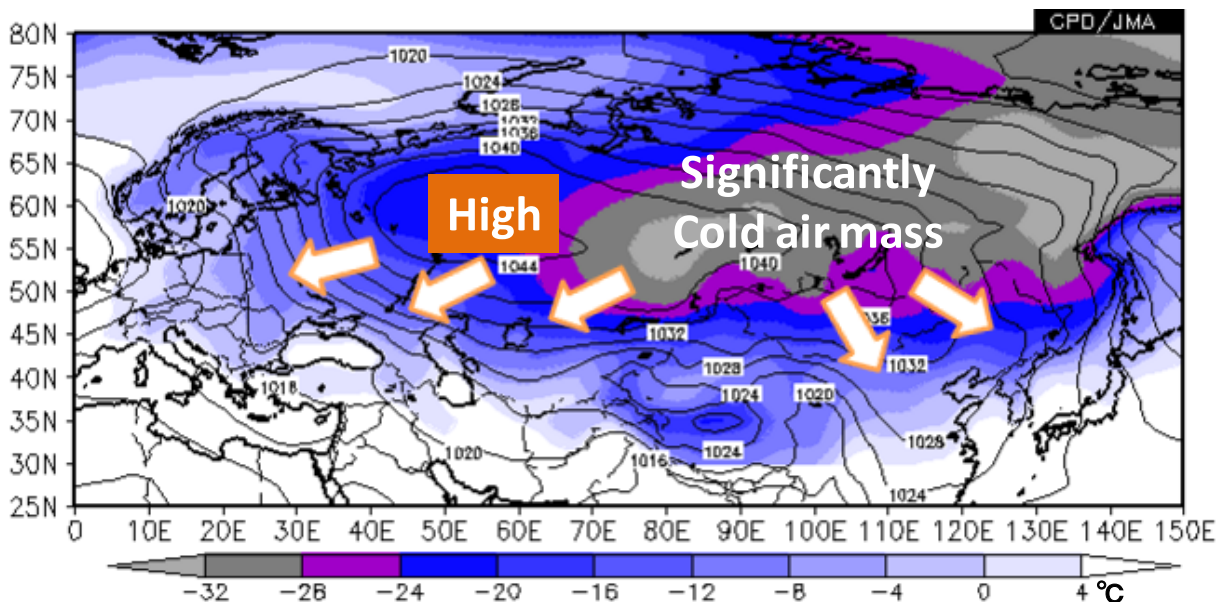 CPD/JMA
80N
75N
70N
65N
60N
55N
50N
45N
40N
35N
30N
25N
1020
1024
1028
1032
1036
1040
1020
High
Significantly
Cold air mass
1044
1040
1036
1032
1032
1028
1024
1020
1018
1028
1020
1016
1024
1024
0 10E 20E 30E 40E 50E 60E 70E 80E 90E 100E 110E 120E 130E 140E 150E
-32 -28 -24 -20 -16 -12 -8 -4 0 4 °C